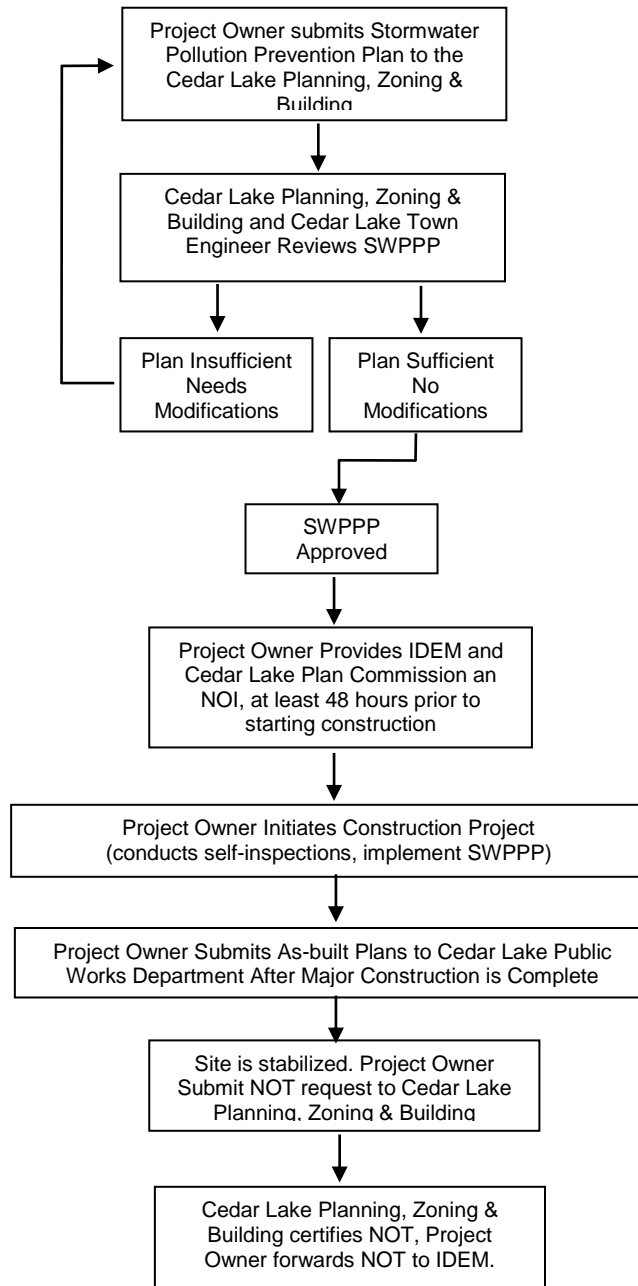 Project Owner submits Stormwater
Pollution Prevention Plan to the
Cedar Lake Planning, Zoning &
Building
Cedar Lake Planning, Zoning &
Building and Cedar Lake Town
Engineer Reviews SWPPP
Plan Insufficient
Needs
Modifications
Plan Sufficient
No
Modifications
SWPPP
Approved
Project Owner Provides IDEM and
Cedar Lake Plan Commission an
NOI, at least 48 hours prior to
starting construction
Project Owner Initiates Construction Project
(conducts self-inspections, implement SWPPP)
Project Owner Submits As-built Plans to Cedar Lake Public
Works Department After Major Construction is Complete
Site is stabilized. Project Owner
Submit NOT request to Cedar Lake
Planning, Zoning & Building
Cedar Lake Planning, Zoning &
Building certifies NOT, Project
Owner forwards NOT to IDEM.